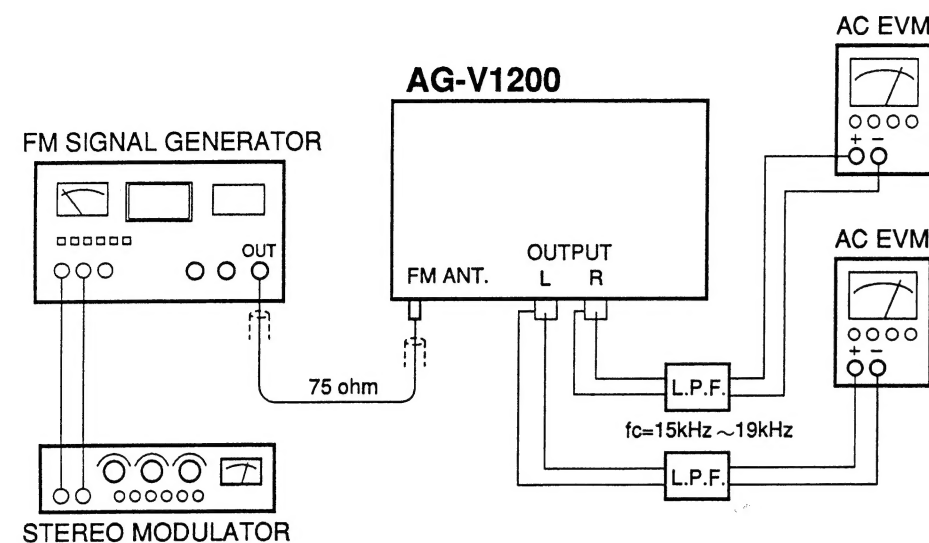 AC EVM
AG-V1200
FM SIGNAL GENERATOR
+ −
OUT
OUTPUT
FM ANT. L R
AC EVM
+ −
75 ohm
L.P.F.
fc=15kHz ~19kHz
L.P.F.
STEREO MODULATOR